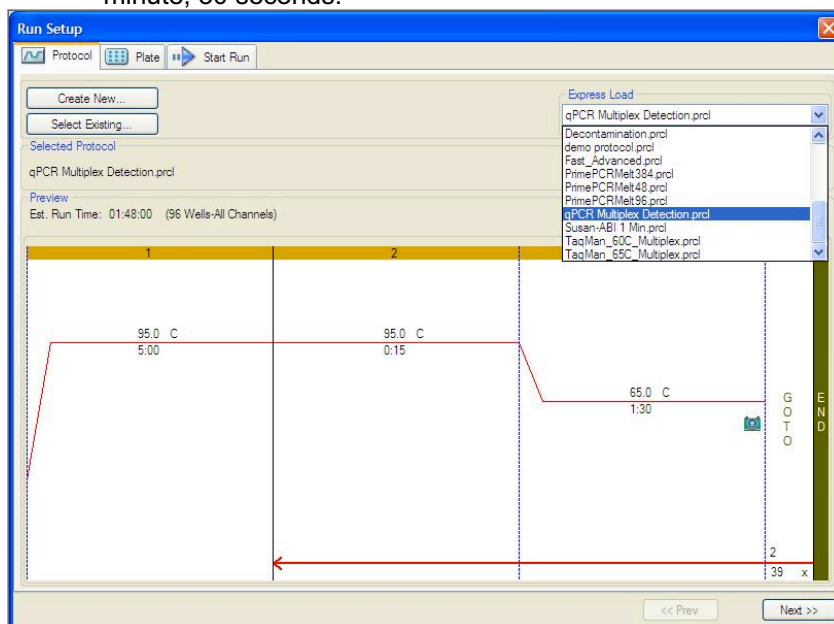 minute, 30 seconds.
Run Setup
Protocol Plate Start Run
Create New...
Select Existing...
Express Load
qPCR Multiplex Detection.prcl
Decontamination.prcl
demo protocol.prcl
Fast_Advanced.prcl
PrimePCRMelt384.prcl
PrimePCRMelt48.prcl
PrimePCRMelt96.prcl
qPCR Multiplex Detection.prcl
Susan-ABI 1 Min.prcl
TaqMan_60C_Multiplex.prcl
TaqMan_65C_Multiplex.prcl
Selected Protocol
qPCR Multiplex Detection.prcl
Preview
Est. Run Time: 01:48:00 (96 Wells-All Channels)
1 2
95.0 C
5:00
95.0 C
0:15
65.0 C
1:30
GOTO
END
2
39 x
<< Prev Next >>